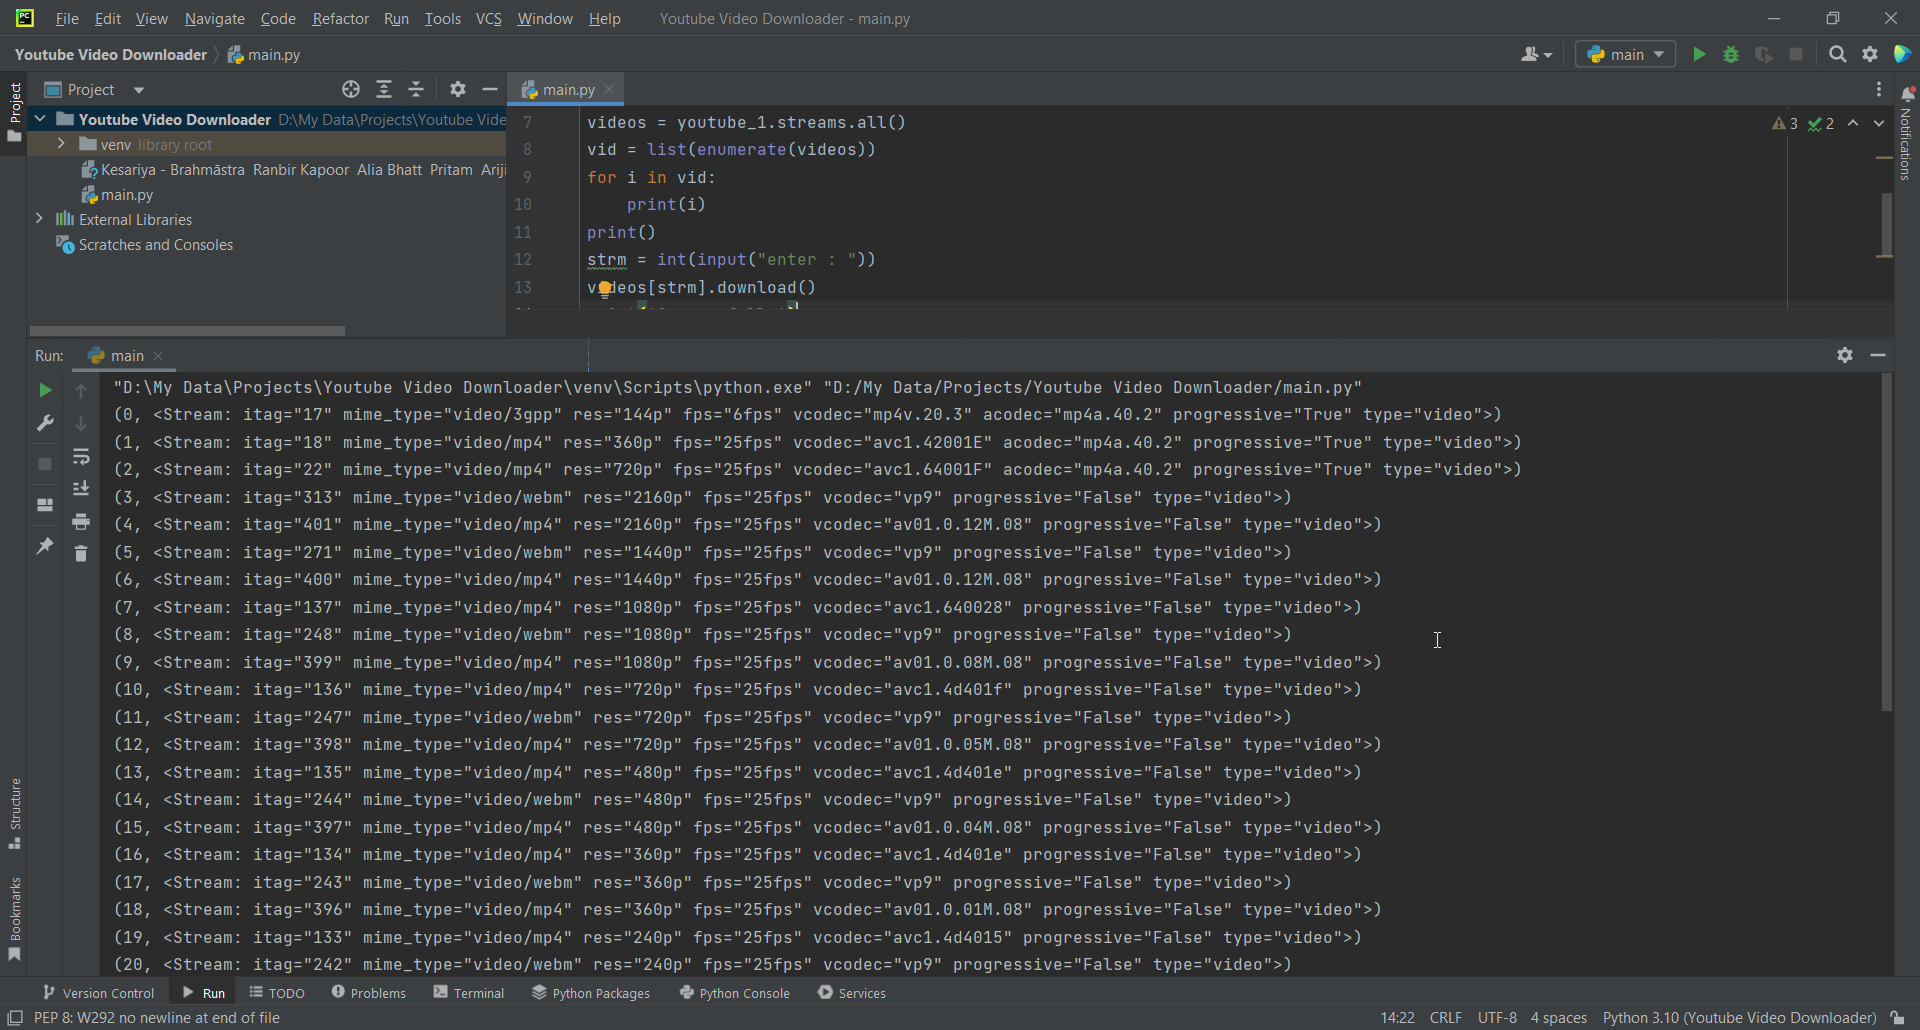 File Edit View Navigate Code Refactor Run Tools VCS Window Help Youtube Video Downloader - main.py
Youtube Video Downloader main.py main
Project main.py
Youtube Video Downloader D:\My Data\Projects\Youtube Vide
venv library root
Kesariya - Brahmāstra Ranbir Kapoor Alia Bhatt Pritam Ariji
main.py
External Libraries
Scratches and Consoles
Project
Structure
Bookmarks
Notifications
3 2
7 videos = youtube_1.streams.all()
8 vid = list(enumerate(videos))
9 for i in vid:
10 print(i)
11 print()
12 strm = int(input("enter : "))
13 videos[strm].download()
Run: main
"D:\My Data\Projects\Youtube Video Downloader\venv\Scripts\python.exe" "D:/My Data/Projects/Youtube Video Downloader/main.py"
(0, <Stream: itag="17" mime_type="video/3gpp" res="144p" fps="6fps" vcodec="mp4v.20.3" acodec="mp4a.40.2" progressive="True" type="video">)
(1, <Stream: itag="18" mime_type="video/mp4" res="360p" fps="25fps" vcodec="avc1.42001E" acodec="mp4a.40.2" progressive="True" type="video">)
(2, <Stream: itag="22" mime_type="video/mp4" res="720p" fps="25fps" vcodec="avc1.64001F" acodec="mp4a.40.2" progressive="True" type="video">)
(3, <Stream: itag="313" mime_type="video/webm" res="2160p" fps="25fps" vcodec="vp9" progressive="False" type="video">)
(4, <Stream: itag="401" mime_type="video/mp4" res="2160p" fps="25fps" vcodec="av01.0.12M.08" progressive="False" type="video">)
(5, <Stream: itag="271" mime_type="video/webm" res="1440p" fps="25fps" vcodec="vp9" progressive="False" type="video">)
(6, <Stream: itag="400" mime_type="video/mp4" res="1440p" fps="25fps" vcodec="av01.0.12M.08" progressive="False" type="video">)
(7, <Stream: itag="137" mime_type="video/mp4" res="1080p" fps="25fps" vcodec="avc1.640028" progressive="False" type="video">)
(8, <Stream: itag="248" mime_type="video/webm" res="1080p" fps="25fps" vcodec="vp9" progressive="False" type="video">)
(9, <Stream: itag="399" mime_type="video/mp4" res="1080p" fps="25fps" vcodec="av01.0.08M.08" progressive="False" type="video">)
(10, <Stream: itag="136" mime_type="video/mp4" res="720p" fps="25fps" vcodec="avc1.4d401f" progressive="False" type="video">)
(11, <Stream: itag="247" mime_type="video/webm" res="720p" fps="25fps" vcodec="vp9" progressive="False" type="video">)
(12, <Stream: itag="398" mime_type="video/mp4" res="720p" fps="25fps" vcodec="av01.0.05M.08" progressive="False" type="video">)
(13, <Stream: itag="135" mime_type="video/mp4" res="480p" fps="25fps" vcodec="avc1.4d401e" progressive="False" type="video">)
(14, <Stream: itag="244" mime_type="video/webm" res="480p" fps="25fps" vcodec="vp9" progressive="False" type="video">)
(15, <Stream: itag="397" mime_type="video/mp4" res="480p" fps="25fps" vcodec="av01.0.04M.08" progressive="False" type="video">)
(16, <Stream: itag="134" mime_type="video/mp4" res="360p" fps="25fps" vcodec="avc1.4d401e" progressive="False" type="video">)
(17, <Stream: itag="243" mime_type="video/webm" res="360p" fps="25fps" vcodec="vp9" progressive="False" type="video">)
(18, <Stream: itag="396" mime_type="video/mp4" res="360p" fps="25fps" vcodec="av01.0.01M.08" progressive="False" type="video">)
(19, <Stream: itag="133" mime_type="video/mp4" res="240p" fps="25fps" vcodec="avc1.4d4015" progressive="False" type="video">)
(20, <Stream: itag="242" mime_type="video/webm" res="240p" fps="25fps" vcodec="vp9" progressive="False" type="video">)
Version Control Run TODO Problems Terminal Python Packages Python Console Services
PEP 8: W292 no newline at end of file 14:22 CRLF UTF-8 4 spaces Python 3.10 (Youtube Video Downloader)